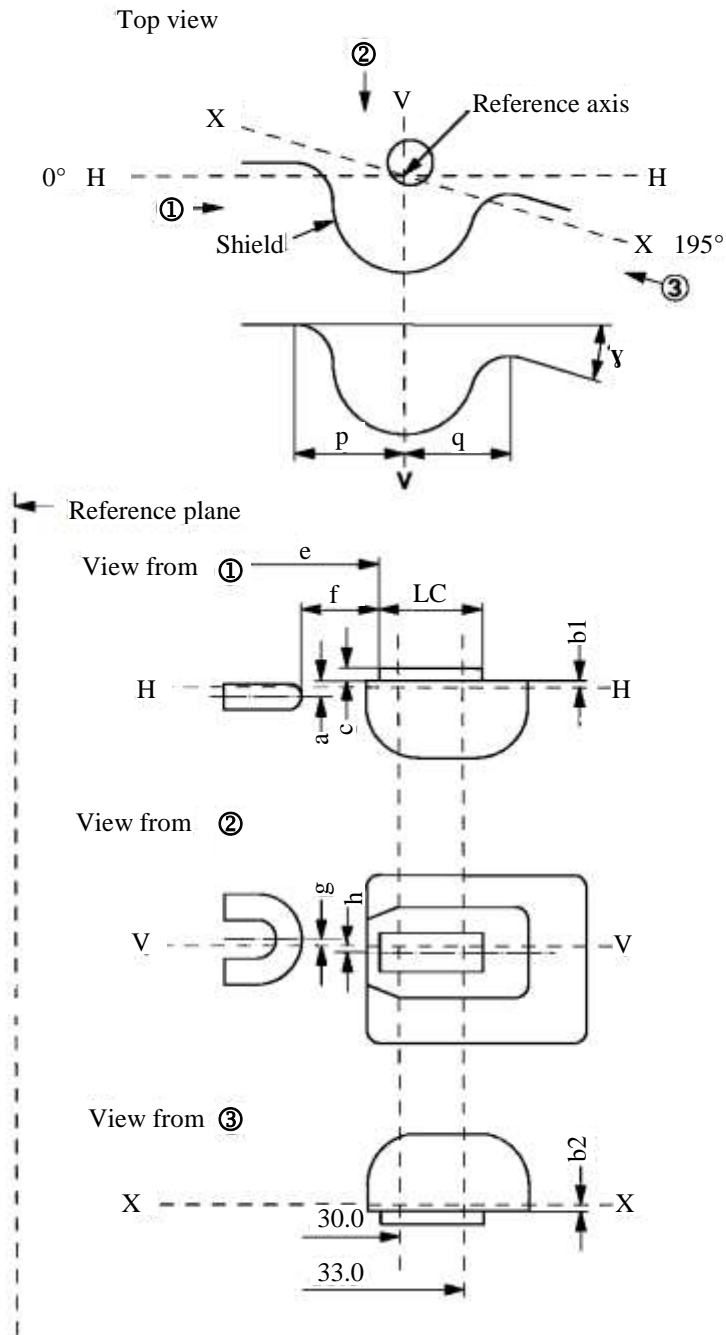 Top view
②
V
Reference axis
X
0° H
H
①
Shield
X 195°
③
ɣ
p
q
V
Reference plane
e
View from ①
f
LC
b1
H
H
a
c
View from ②
g
h
V
V
View from ③
b2
X
X
30.0
33.0